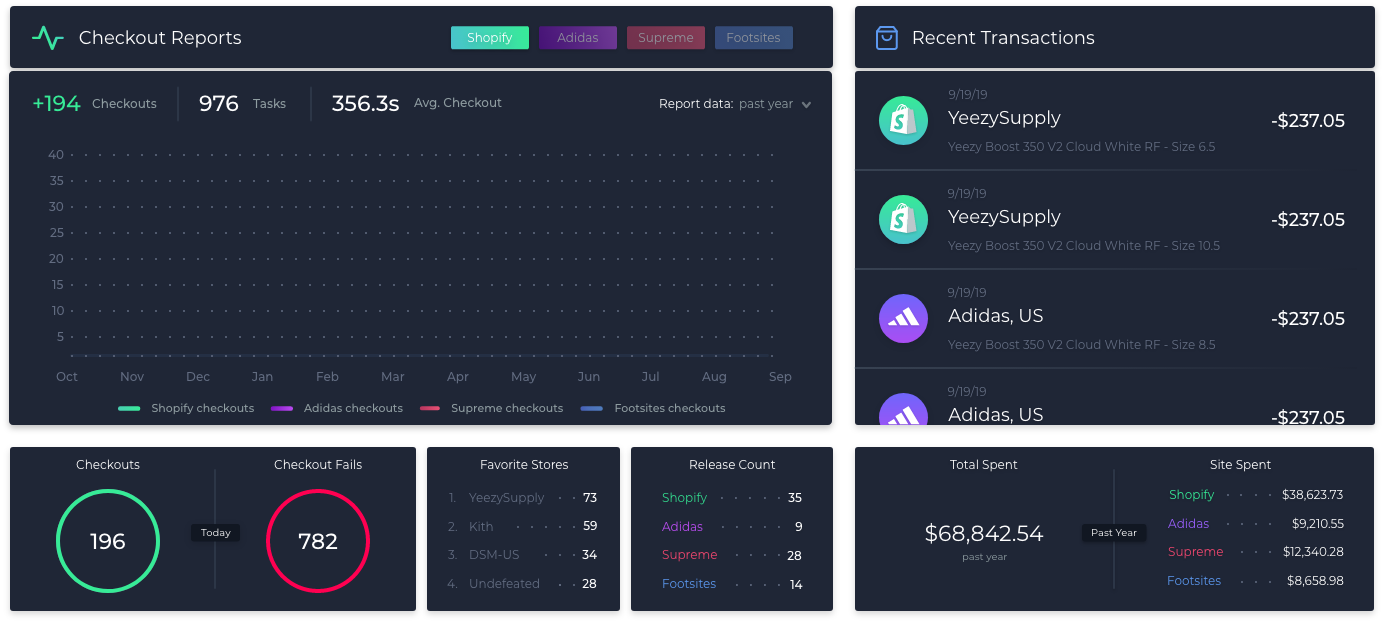 Checkout Reports
Shopify Adidas Supreme Footsites
+194 Checkouts 976 Tasks 356.3s Avg. Checkout Report data: past year
40
35
30
25
20
15
10
5
Oct Nov Dec Jan Feb Mar Apr May Jun Jul Aug Sep
Shopify checkouts Adidas checkouts Supreme checkouts Footsites checkouts
Recent Transactions
9/19/19
YeezySupply -$237.05
Yeezy Boost 350 V2 Cloud White RF - Size 6.5
9/19/19
YeezySupply -$237.05
Yeezy Boost 350 V2 Cloud White RF - Size 10.5
9/19/19
Adidas, US -$237.05
Yeezy Boost 350 V2 Cloud White RF - Size 8.5
9/19/19
Adidas, US -$237.05
Checkouts Checkout Fails
196 Today 782
Favorite Stores
1. YeezySupply 73
2. Kith 59
3. DSM-US 34
4. Undefeated 28
Release Count
Shopify 35
Adidas 9
Supreme 28
Footsites 14
Total Spent
$68,842.54
past year
Past Year
Site Spent
Shopify $38,623.73
Adidas $9,210.55
Supreme $12,340.28
Footsites $8,658.98